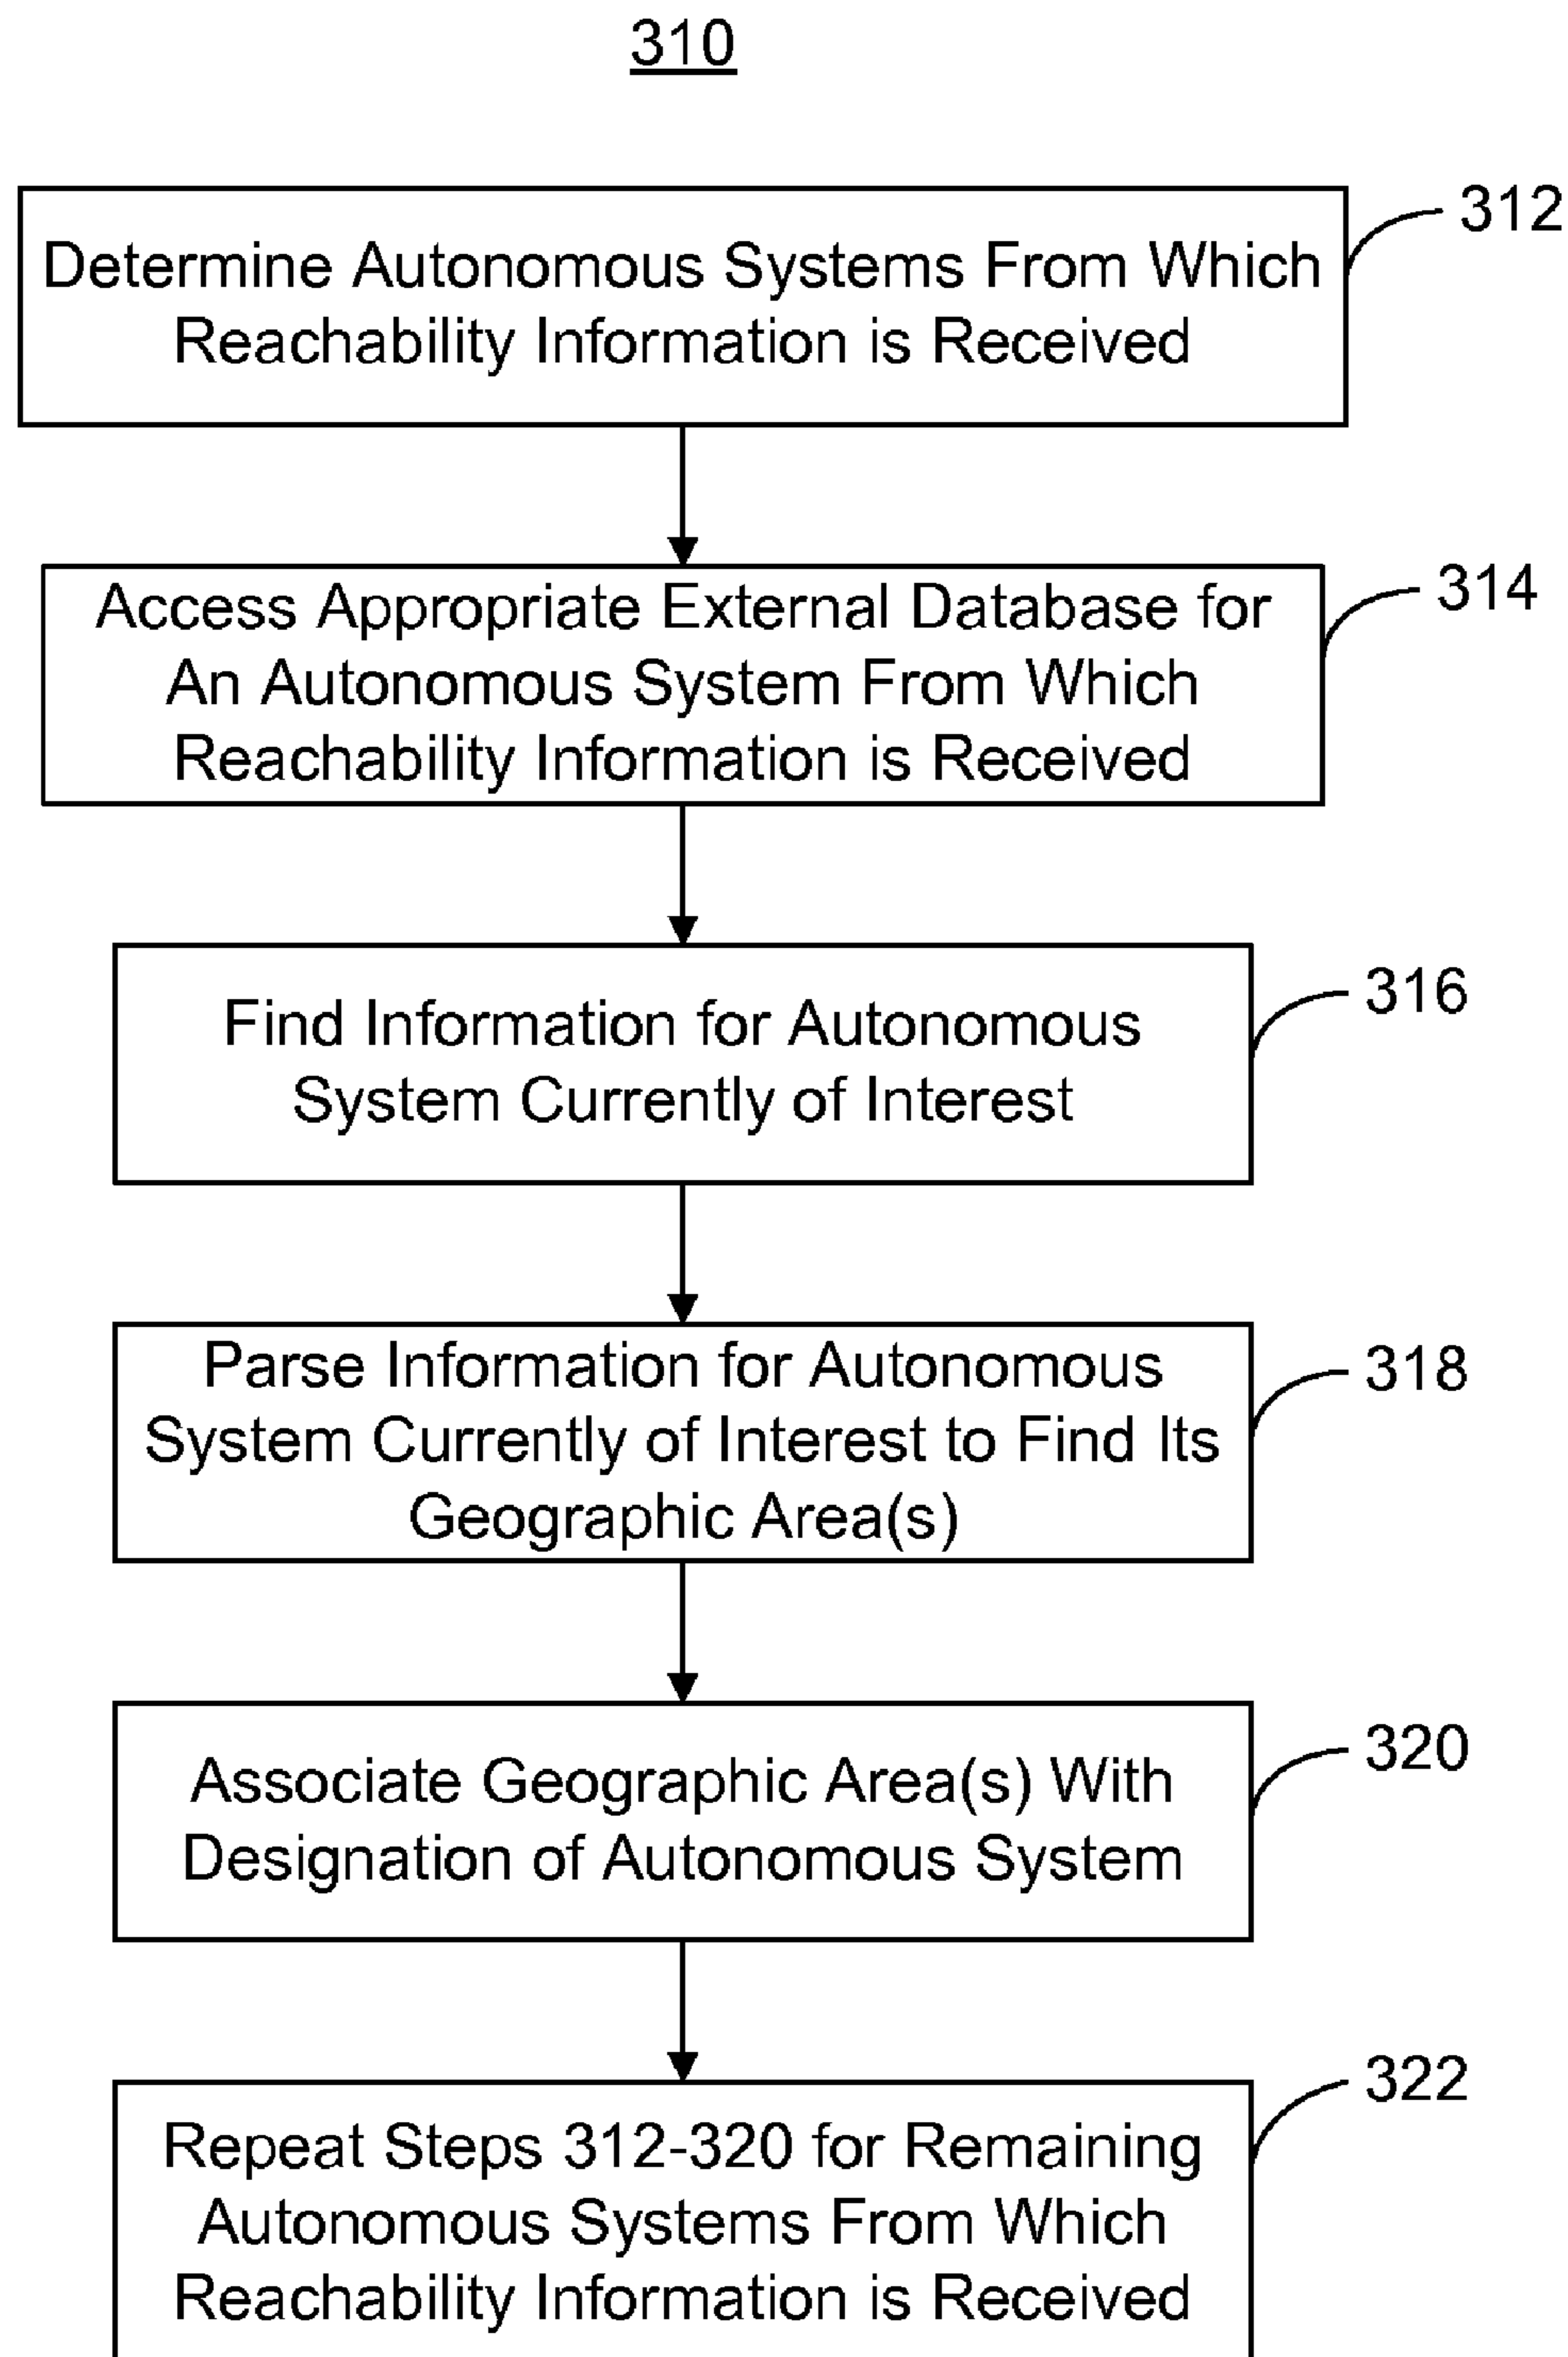 310
312
Determine Autonomous Systems From Which
Reachability Information is Received
314
Access Appropriate External Database for
An Autonomous System From Which
Reachability Information is Received
316
Find Information for Autonomous
System Currently of Interest
318
Parse Information for Autonomous
System Currently of Interest to Find Its
Geographic Area(s)
320
Associate Geographic Area(s) With
Designation of Autonomous System
322
Repeat Steps 312-320 for Remaining
Autonomous Systems From Which
Reachability Information is Received